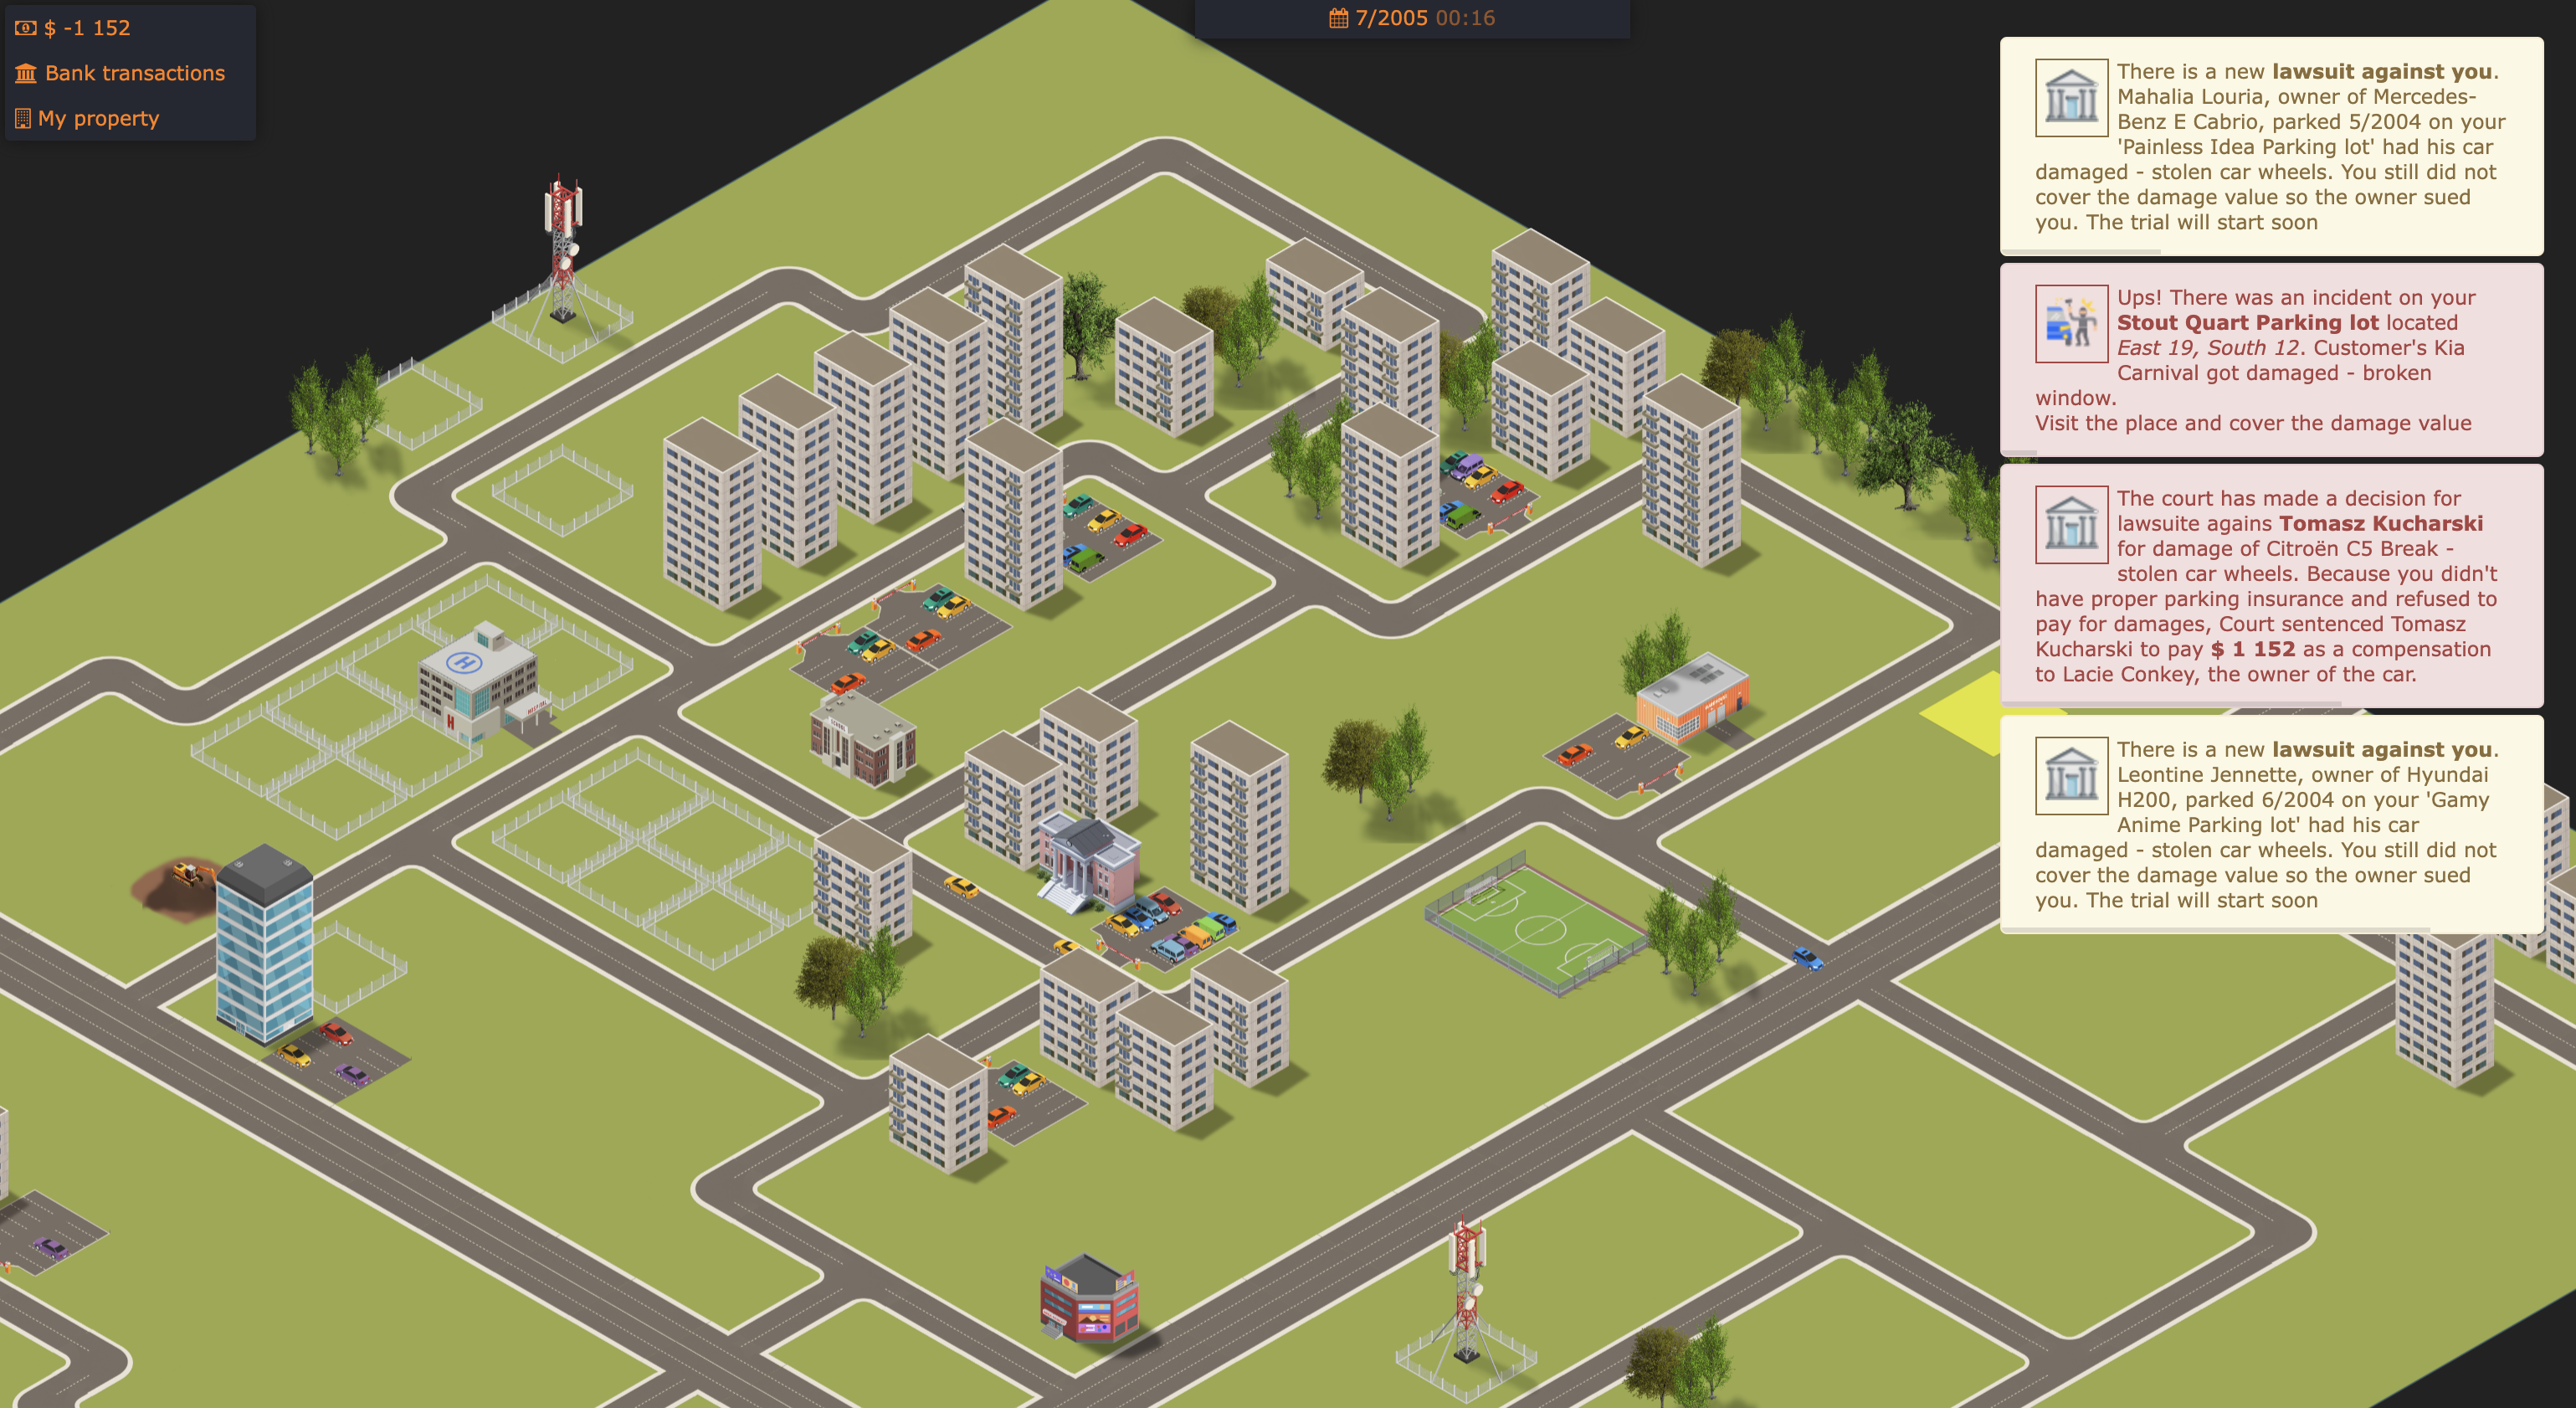 $ -1 152
Bank transactions
My property
7/2005 00:16
There is a new lawsuit against you.
Mahalia Louria, owner of Mercedes-
Benz E Cabrio, parked 5/2004 on your
'Painless Idea Parking lot' had his car
damaged - stolen car wheels. You still did not
cover the damage value so the owner sued
you. The trial will start soon
Ups! There was an incident on your
Stout Quart Parking lot located
East 19, South 12. Customer's Kia
Carnival got damaged - broken
window.
Visit the place and cover the damage value
The court has made a decision for
lawsuite agains Tomasz Kucharski
for damage of Citroën C5 Break -
stolen car wheels. Because you didn't
have proper parking insurance and refused to
pay for damages, Court sentenced Tomasz
Kucharski to pay $ 1 152 as a compensation
to Lacie Conkey, the owner of the car.
There is a new lawsuit against you.
Leontine Jennette, owner of Hyundai
H200, parked 6/2004 on your 'Gamy
Anime Parking lot' had his car
damaged - stolen car wheels. You still did not
cover the damage value so the owner sued
you. The trial will start soon
H
HOSPITAL
H